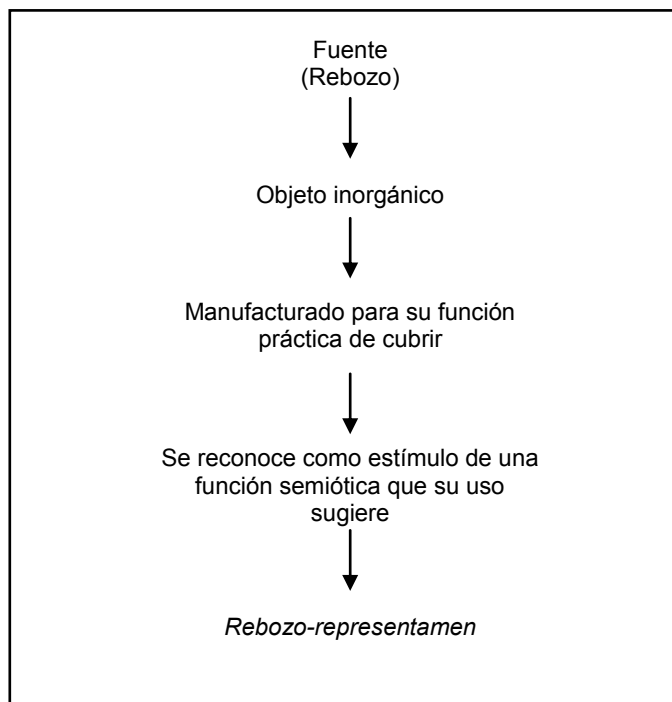 Fuente
(Rebozo)
Objeto inorgánico
Manufacturado para su función
práctica de cubrir
Se reconoce como estímulo de una
función semiótica que su uso
sugiere
Rebozo-representamen